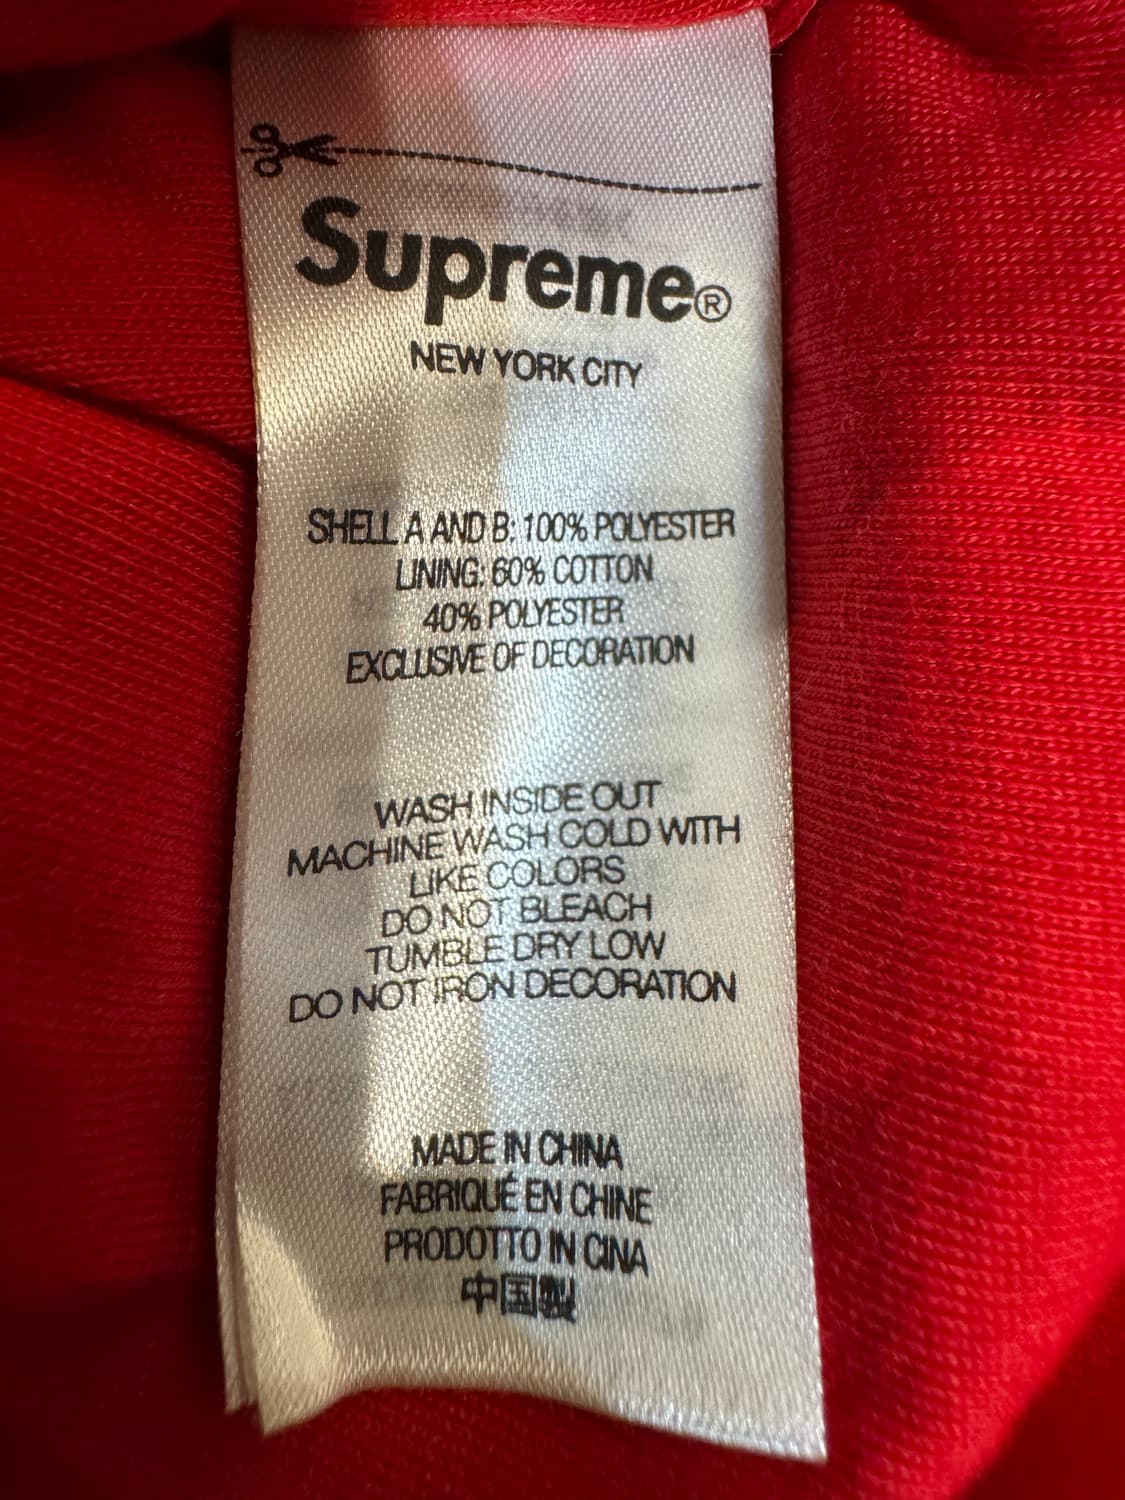 Supreme®
NEW YORK CITY
SHELL A AND B: 100% POLYESTER
LINING: 60% COTTON
40% POLYESTER
EXCLUSIVE OF DECORATION
WASH INSIDE OUT
MACHINE WASH COLD WITH
LIKE COLORS
DO NOT BLEACH
TUMBLE DRY LOW
DO NOT IRON DECORATION
MADE IN CHINA
FABRIQUÉ EN CHINE
PRODOTTO IN CINA
中国製